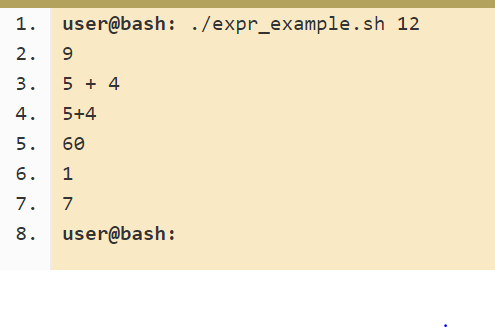 1. user@bash: ./expr_example.sh 12
2. 9
3. 5 + 4
4. 5+4
5. 60
6. 1
7. 7
8. user@bash: